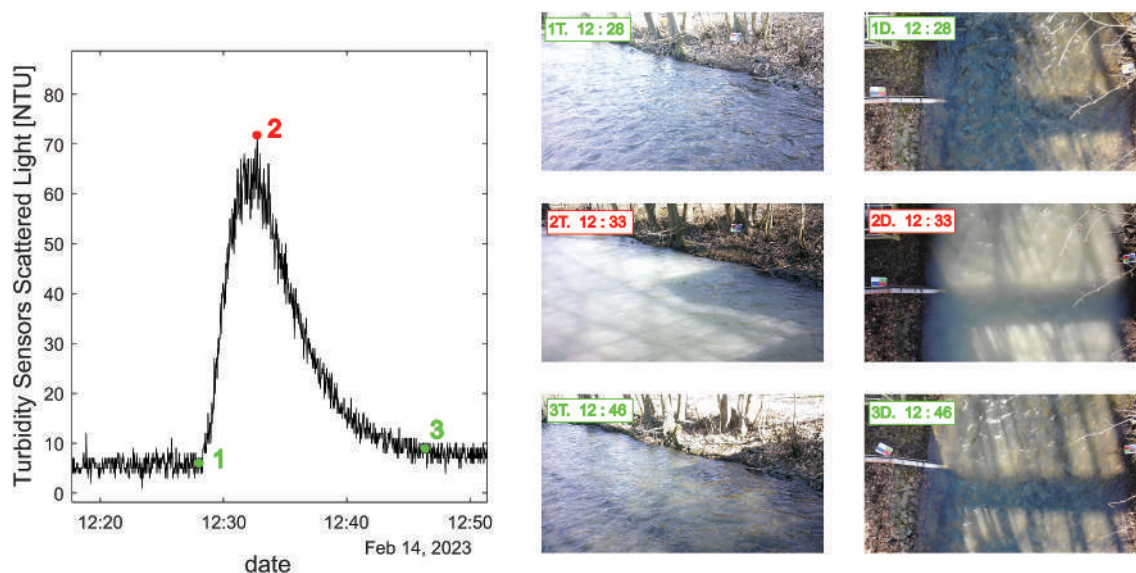 Turbidity Sensors Scattered Light [NTU]
80
70
60
50
40
30
20
10
0
2
1
3
12:20
12:30
12:40
12:50
Feb 14, 2023
date
1T. 12 : 28
1D. 12 : 28
2T. 12 : 33
2D. 12 : 33
3T. 12 : 46
3D. 12 : 46